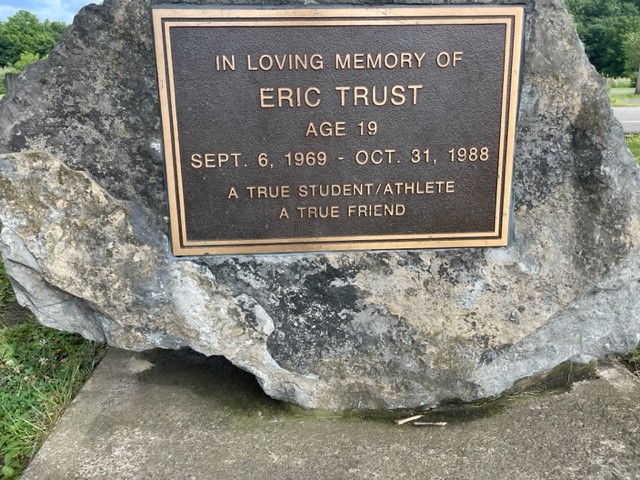 IN LOVING MEMORY OF
ERIC TRUST
AGE 19
SEPT. 6, 1969 - OCT. 31, 1988
A TRUE STUDENT/ATHLETE
A TRUE FRIEND